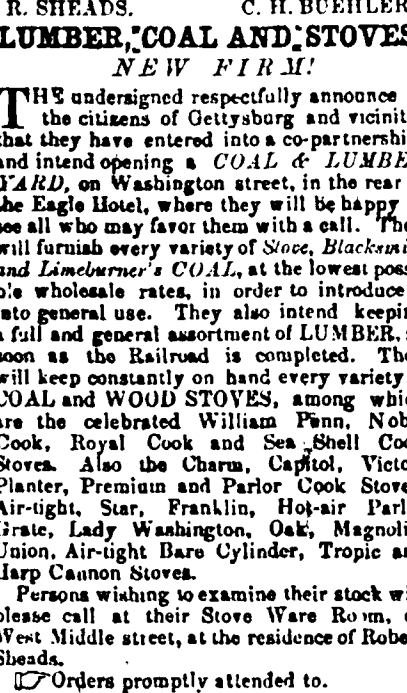 R. SHEADS. C. H. BUEHLER
LUMBER, COAL AND STOVES
NEW FIRM!
THE undersigned respectfully announce
the citizens of Gettysburg and vicinit
that they have entered into a co-partnershi
and intend opening a COAL & LUMBE
YARD, on Washington street, in the rear
the Eagle Hotel, where they will be happy
see all who may favor them with a call. The
will furnish every variety of Stove, Blacksmi
and Limeburner's COAL, at the lowest poss
ble wholesale rates, in order to introduce
into general use. They also intend keepin
a full and general assortment of LUMBER,
soon as the Railroad is completed. The
will keep constantly on hand every variety
COAL and WOOD STOVES, among whic
are the celebrated William Penn, Nob
Cook, Royal Cook and Sea Shell Coo
Stoves. Also the Charm, Capitol, Victo
Planter, Premium and Parlor Cook Stove
Air-tight, Star, Franklin, Hot-air Parl
Grate, Lady Washington, Oak, Magnoli
Union, Air-tight Bare Cylinder, Tropic an
Harp Cannon Stoves.
Persons wishing to examine their stock wi
please call at their Stove Ware Room,
West Middle street, at the residence of Robe
Sheads.
☞Orders promptly attended to.